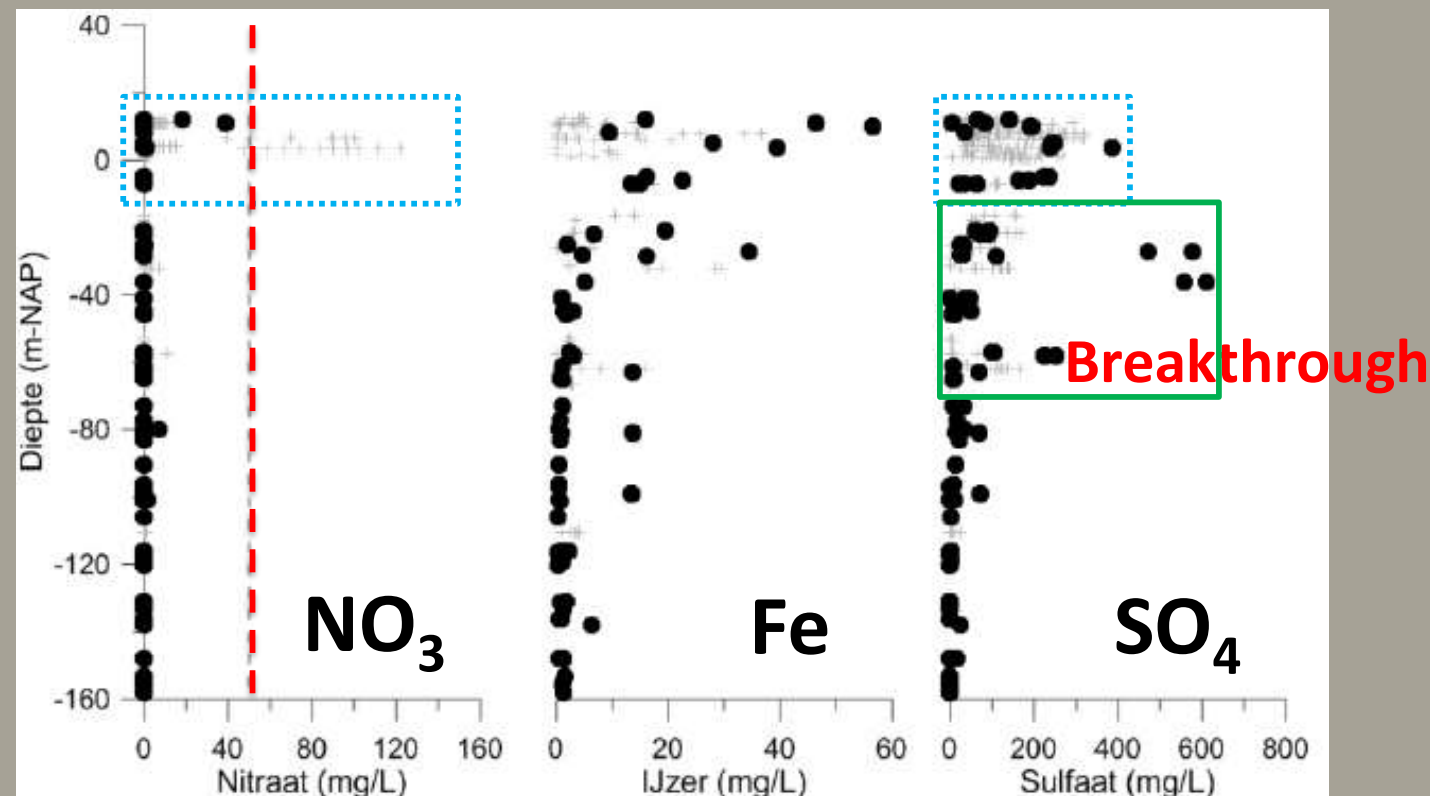 Diepte (m-NAP)
40
0
-40
-80
-120
-160
NO3
Fe
SO4
Breakthrough
0 40 80 120 160
Nitraat (mg/L)
0 20 40 60
IJzer (mg/L)
0 200 400 600 800
Sulfaat (mg/L)